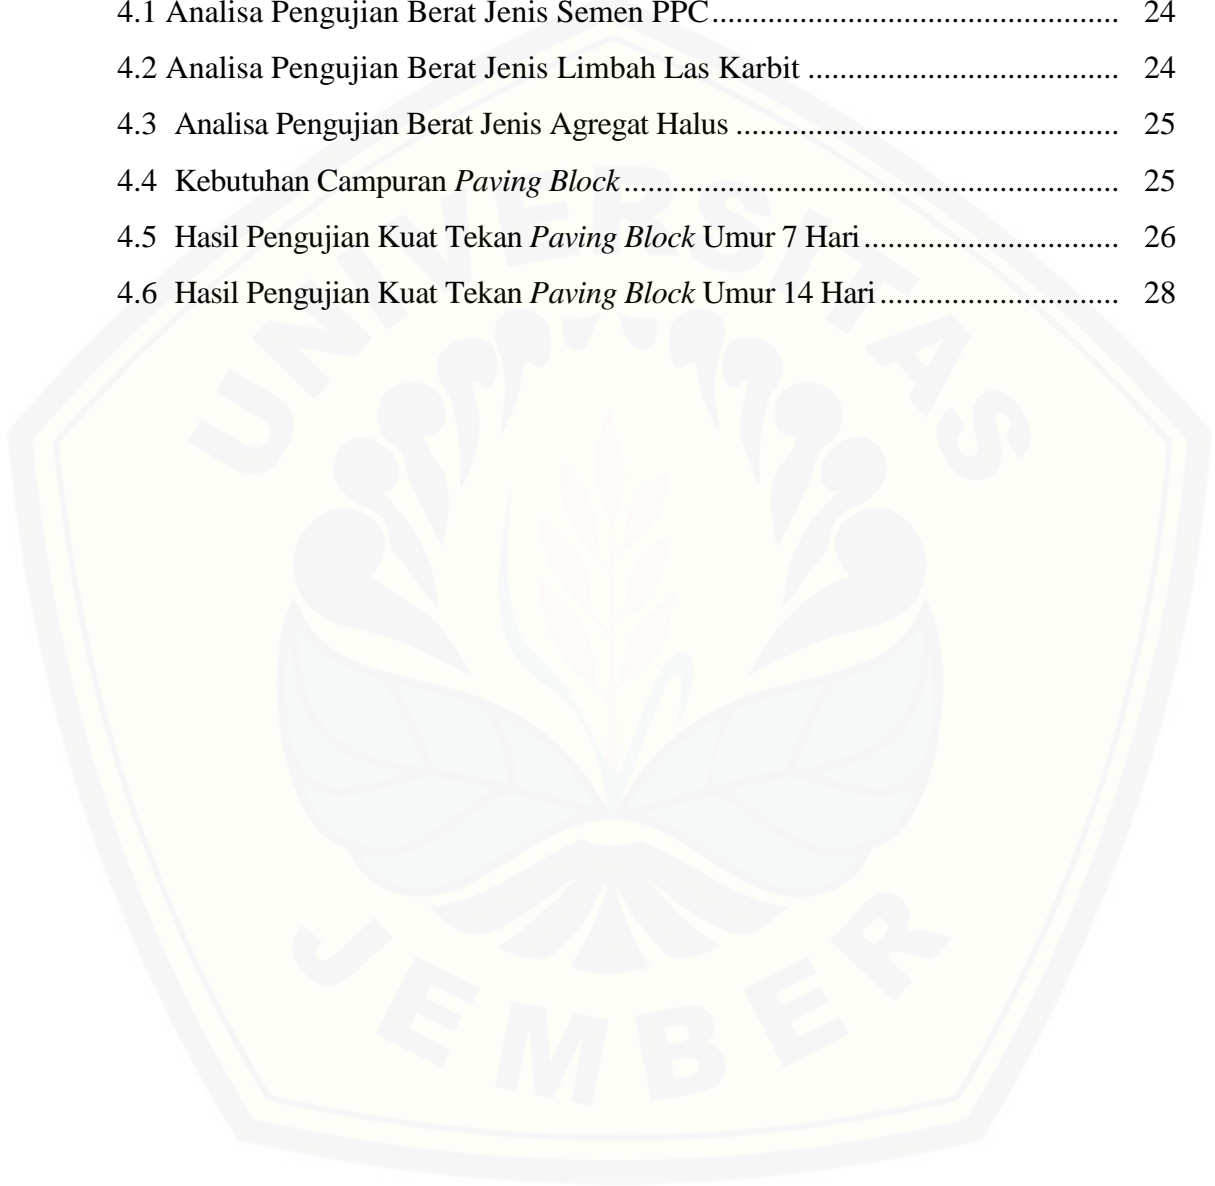 4.1 Analisa Pengujian Berat Jenis Semen PPC.................................................. 24
4.2 Analisa Pengujian Berat Jenis Limbah Las Karbit ...................................... 24
4.3 Analisa Pengujian Berat Jenis Agregat Halus ............................................... 25
4.4 Kebutuhan Campuran Paving Block............................................................. 25
4.5 Hasil Pengujian Kuat Tekan Paving Block Umur 7 Hari............................... 26
4.6 Hasil Pengujian Kuat Tekan Paving Block Umur 14 Hari............................. 28
UNIVERSITAS
JEMBER